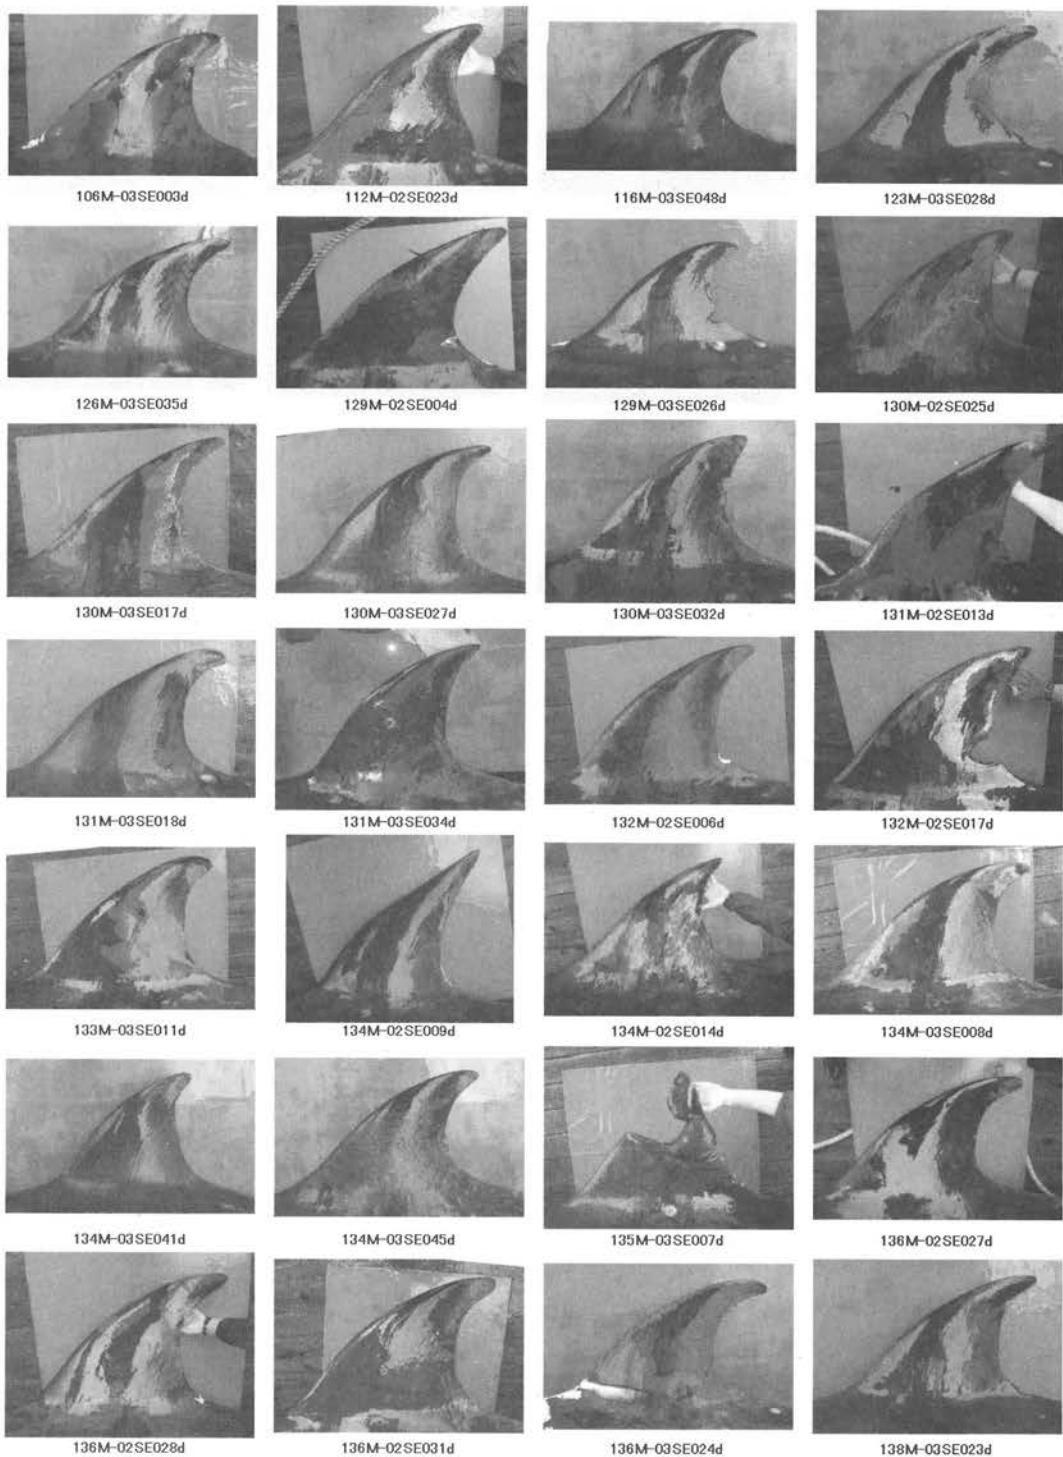 106M-03SE003d 112M-02SE023d 116M-03SE048d 123M-03SE028d
126M-03SE035d 129M-02SE004d 129M-03SE026d 130M-02SE025d
130M-03SE017d 130M-03SE027d 130M-03SE032d 131M-02SE013d
131M-03SE018d 131M-03SE034d 132M-02SE006d 132M-02SE017d
133M-03SE011d 134M-02SE009d 134M-02SE014d 134M-03SE008d
134M-03SE041d 134M-03SE045d 135M-03SE007d 136M-02SE027d
136M-02SE028d 136M-02SE031d 136M-03SE024d 138M-03SE023d